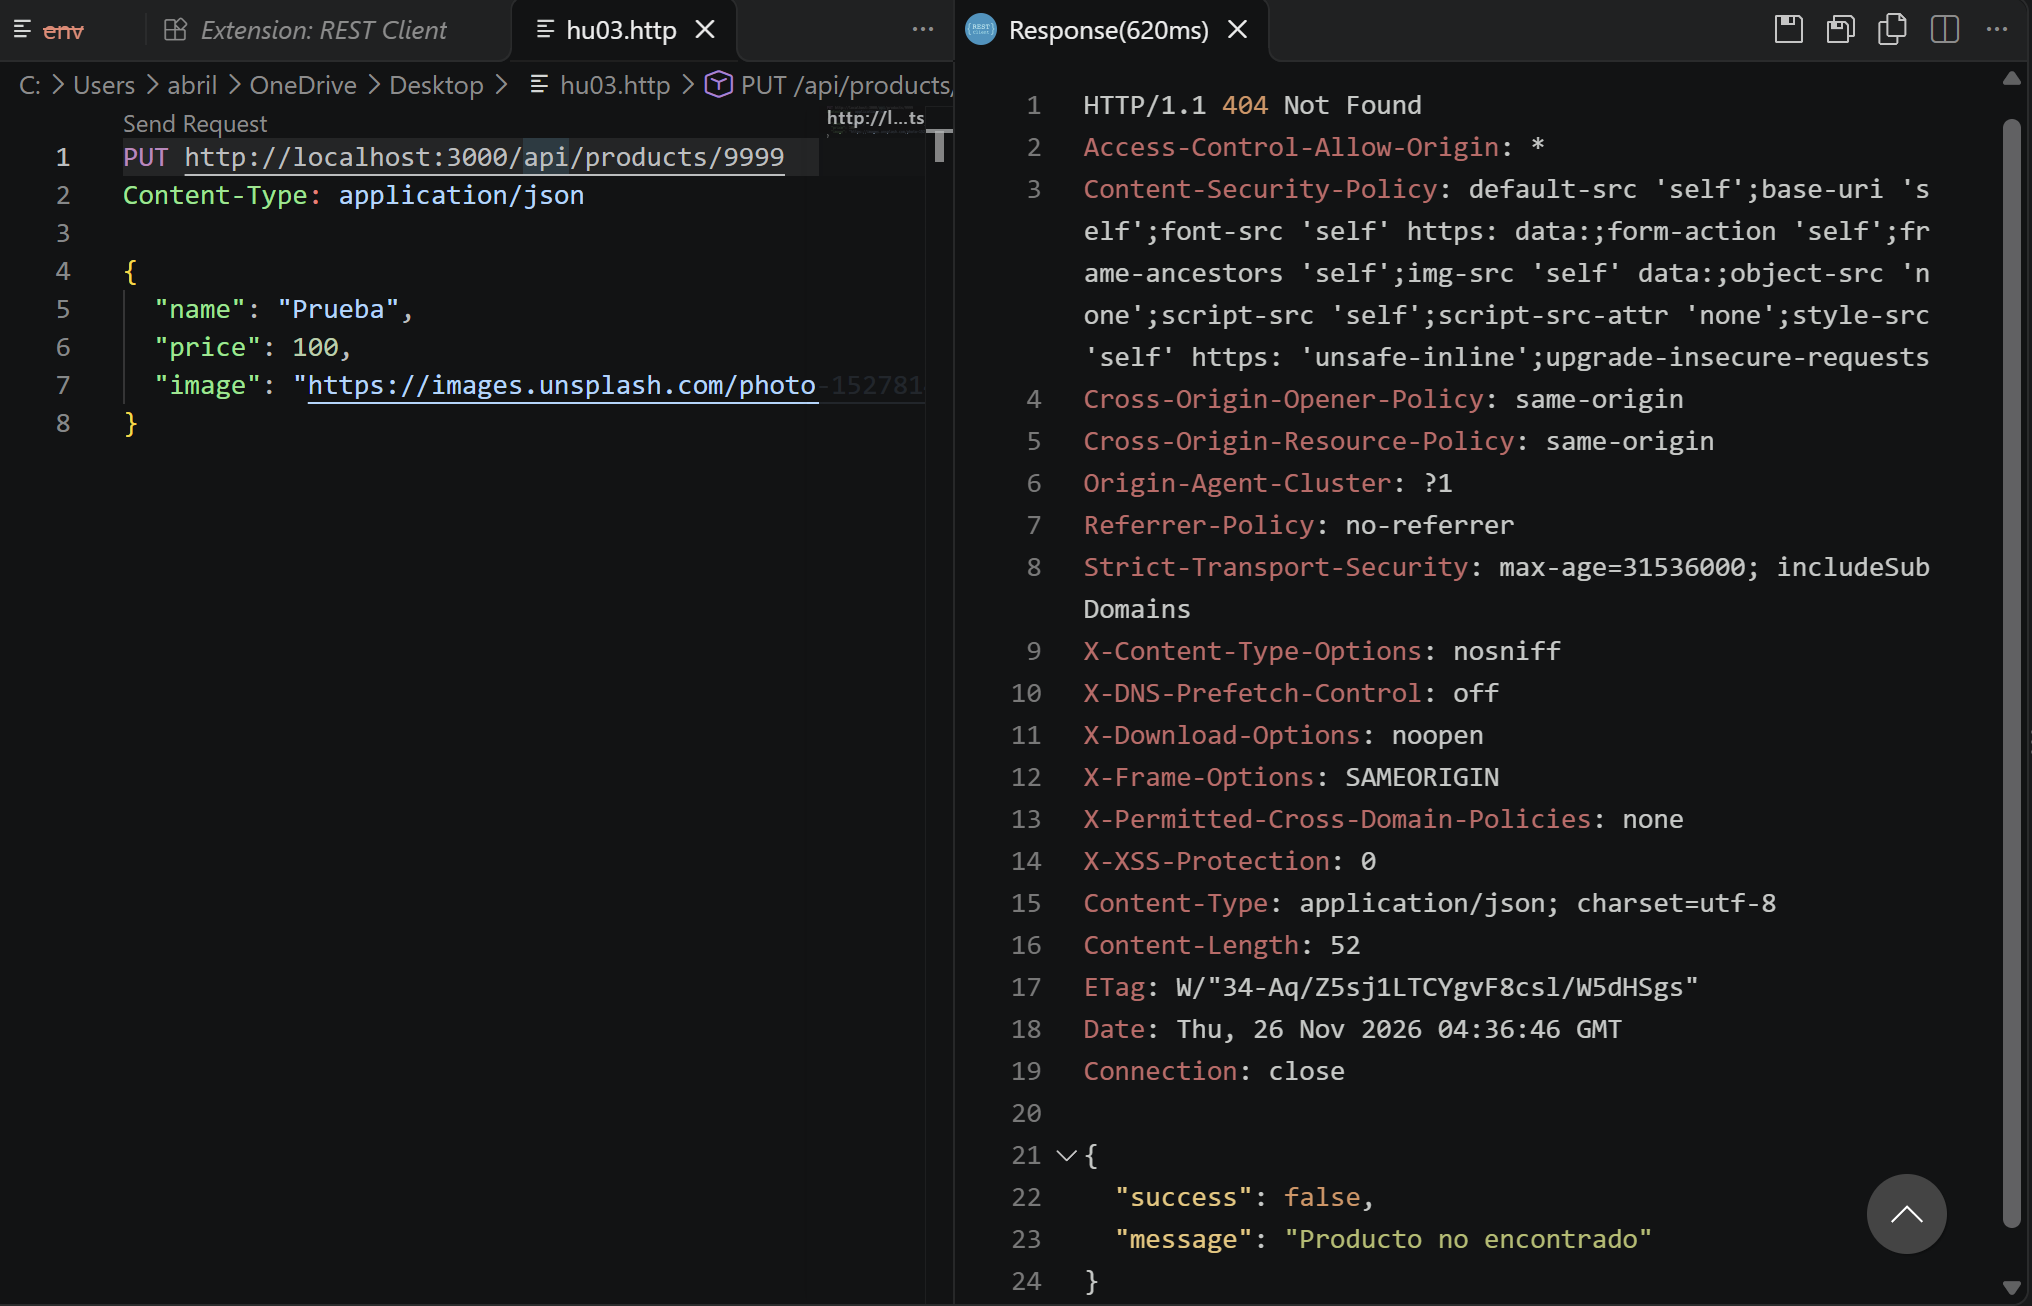 env
Extension: REST Client
hu03.http
C: > Users > abril > OneDrive > Desktop > hu03.http > PUT /api/products/
Send Request
1 PUT http://localhost:3000/api/products/9999
2 Content-Type: application/json
3
4 {
5 "name": "Prueba",
6 "price": 100,
7 "image": "https://images.unsplash.com/photo-152781
8 }
http://l...ts
Response(620ms)
1 HTTP/1.1 404 Not Found
2 Access-Control-Allow-Origin: *
3 Content-Security-Policy: default-src 'self';base-uri 's
elf';font-src 'self' https: data:;form-action 'self';fr
ame-ancestors 'self';img-src 'self' data:;object-src 'n
one';script-src 'self';script-src-attr 'none';style-src
'self' https: 'unsafe-inline';upgrade-insecure-requests
4 Cross-Origin-Opener-Policy: same-origin
5 Cross-Origin-Resource-Policy: same-origin
6 Origin-Agent-Cluster: ?1
7 Referrer-Policy: no-referrer
8 Strict-Transport-Security: max-age=31536000; includeSub
Domains
9 X-Content-Type-Options: nosniff
10 X-DNS-Prefetch-Control: off
11 X-Download-Options: noopen
12 X-Frame-Options: SAMEORIGIN
13 X-Permitted-Cross-Domain-Policies: none
14 X-XSS-Protection: 0
15 Content-Type: application/json; charset=utf-8
16 Content-Length: 52
17 ETag: W/"34-Aq/Z5sj1LTCYgvF8csl/W5dHSgs"
18 Date: Thu, 26 Nov 2026 04:36:46 GMT
19 Connection: close
20
21 {
22 "success": false,
23 "message": "Producto no encontrado"
24 }